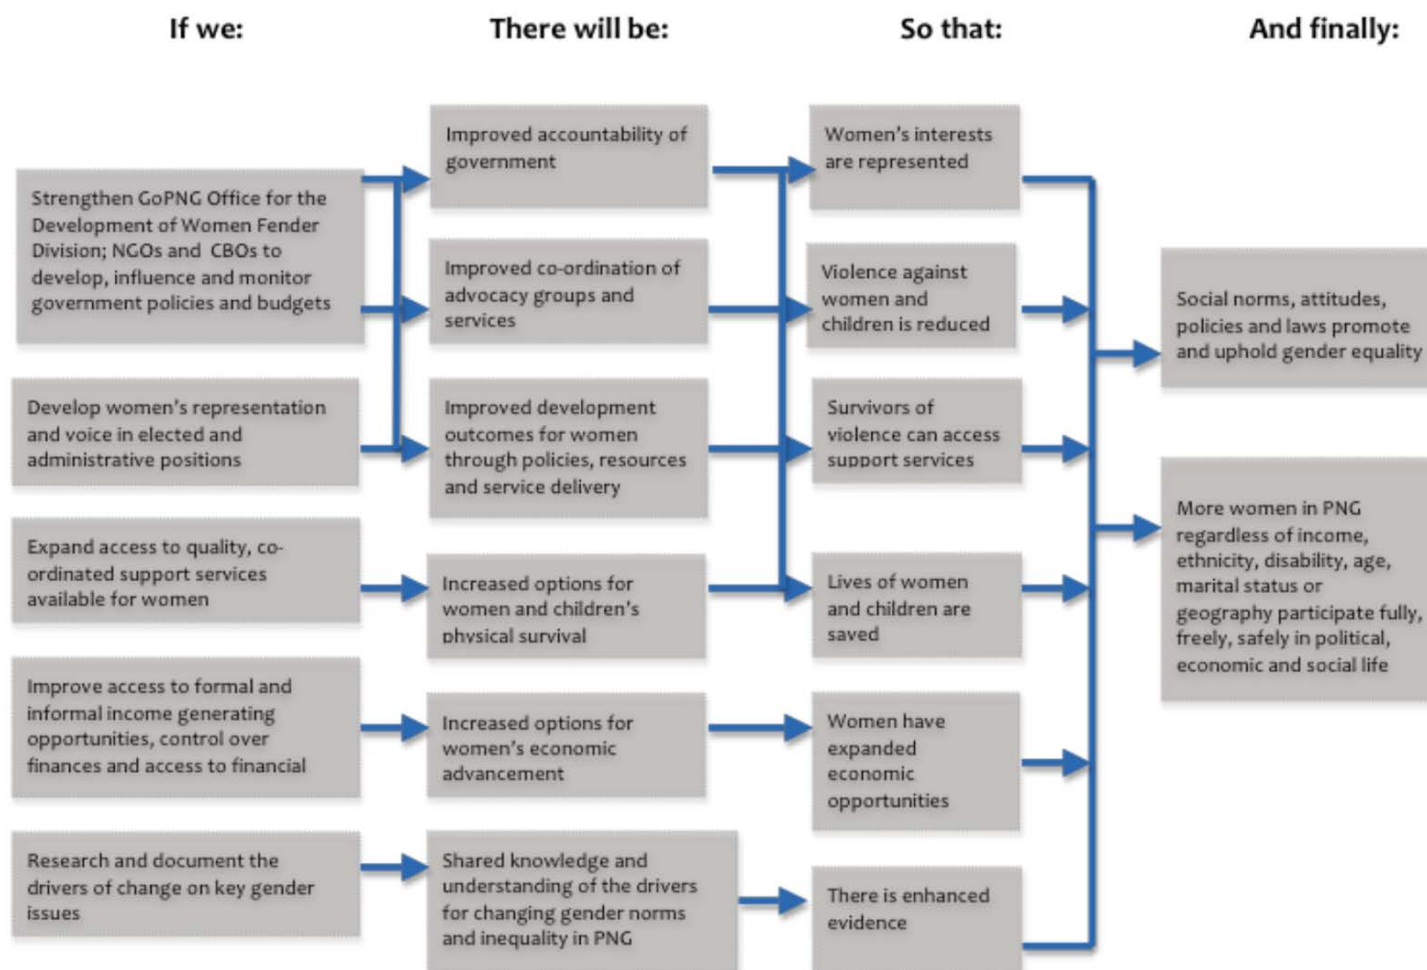 If we:
There will be:
So that:
And finally:
Strengthen GoPNG Office for the
Development of Women Fender
Division; NGOs and CBOs to
develop, influence and monitor
government policies and budgets
Develop women's representation
and voice in elected and
administrative positions
Expand access to quality, co-
ordinated support services
available for women
Improve access to formal and
informal income generating
opportunities, control over
finances and access to financial
Research and document the
drivers of change on key gender
issues
Improved accountability of
government
Improved co-ordination of
advocacy groups and
services
Improved development
outcomes for women
through policies, resources
and service delivery
Increased options for
women and children's
physical survival
Increased options for
women's economic
advancement
Shared knowledge and
understanding of the drivers
for changing gender norms
and inequality in PNG
Women's interests
are represented
Violence against
women and
children is reduced
Survivors of
violence can access
support services
Lives of women
and children are
saved
Women have
expanded
economic
opportunities
There is enhanced
evidence
Social norms, attitudes,
policies and laws promote
and uphold gender equality
More women in PNG
regardless of income,
ethnicity, disability, age,
marital status or
geography participate fully,
freely, safely in political,
economic and social life